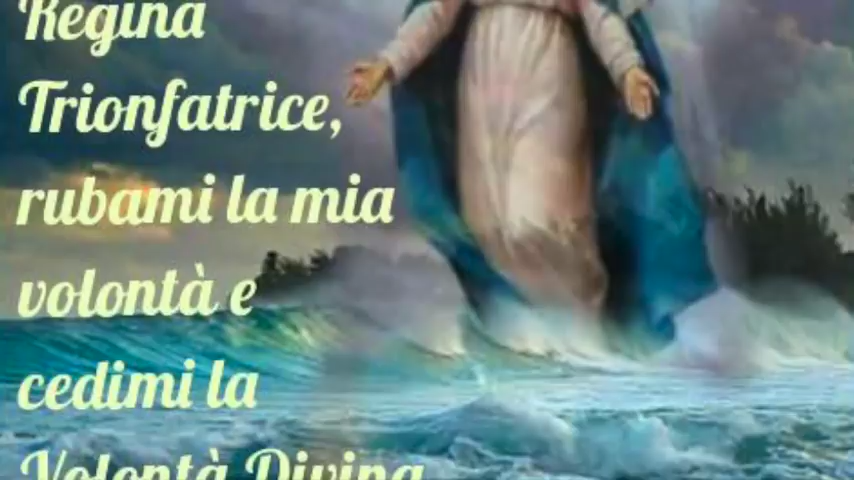 Regina
Trionfatrice,
rubami la mia
volontà e
cedimi la
Volontà Divina